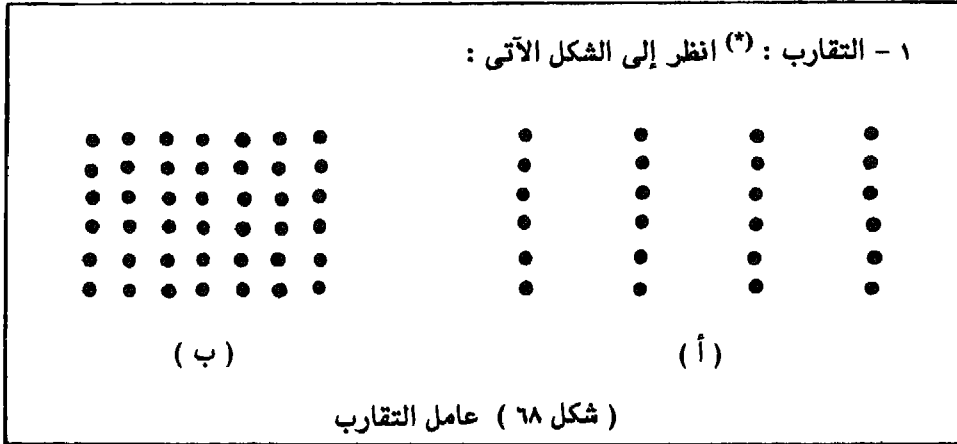 ١ – التقارب : (*) انظر إلى الشكل الآتى :
( أ )
( ب )
( شكل ٦٨ ) عامل التقارب